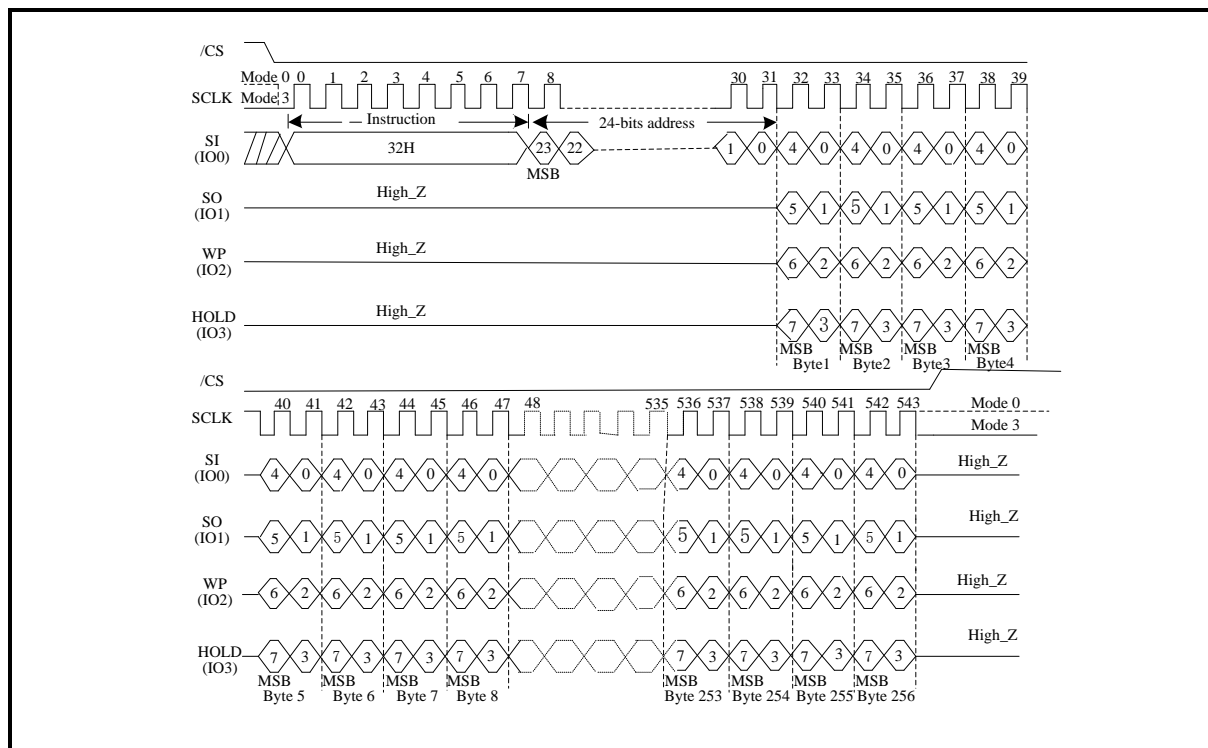 /CS
Mode 0 0 1 2 3 4 5 6 7 8 30 31 32 33 34 35 36 37 38 39
SCLK Mode 3
Instruction 24-bits address
SI (IO0) 32H 23 22 1 0 4 0 4 0 4 0 4 0
MSB
SO (IO1) High_Z 5 1 5 1 5 1 5 1
WP (IO2) High_Z 6 2 6 2 6 2 6 2
HOLD (IO3) High_Z 7 3 7 3 7 3 7 3
MSB MSB MSB MSB
Byte1 Byte2 Byte3 Byte4
/CS
40 41 42 43 44 45 46 47 48 535 536 537 538 539 540 541 542 543 Mode 0
SCLK Mode 3
SI (IO0) 4 0 4 0 4 0 4 0 4 0 4 0 4 0 4 0 High_Z
SO (IO1) 5 1 5 1 5 1 5 1 5 1 5 1 5 1 5 1 High_Z
WP (IO2) 6 2 6 2 6 2 6 2 6 2 6 2 6 2 6 2 High_Z
HOLD (IO3) 7 3 7 3 7 3 7 3 7 3 7 3 7 3 7 3 High_Z
MSB MSB MSB MSB MSB MSB MSB MSB
Byte 5 Byte 6 Byte 7 Byte 8 Byte 253 Byte 254 Byte 255 Byte 256